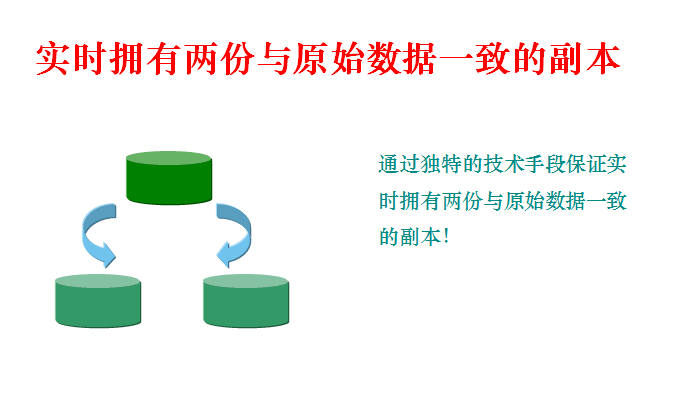 实时拥有两份与原始数据一致的副本
通过独特的技术手段保证实
时拥有两份与原始数据一致
的副本!